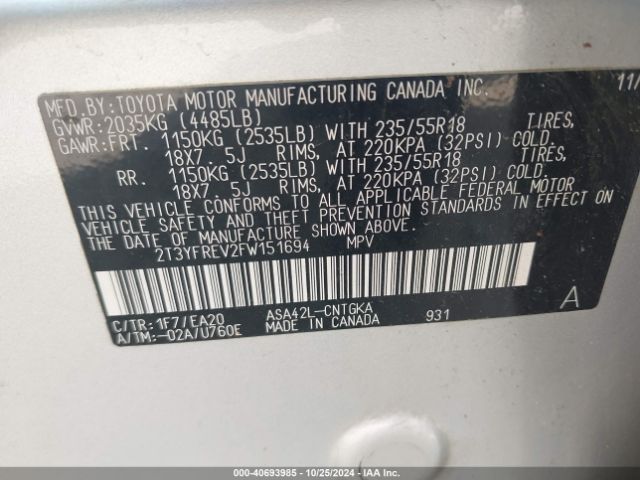 MFD.BY:TOYOTA MOTOR MANUFACTURING CANADA INC. 11/
GVWR:2035KG (4485LB)
GAWR:FRT. 1150KG (2535LB) WITH 235/55R18 TIRES,
18X7.5J RIMS, AT 220KPA (32PSI) COLD.
RR. 1150KG (2535LB) WITH 235/55R18 TIRES,
18X7.5J RIMS, AT 220KPA (32PSI) COLD.
THIS VEHICLE CONFORMS TO ALL APPLICABLE FEDERAL MOTOR
VEHICLE SAFETY AND THEFT PREVENTION STANDARDS IN EFFECT ON
THE DATE OF MANUFACTURE SHOWN ABOVE.
2T3YFREV2FW151694 MPV
A
C/TR:1F7/EA20 ASA42L-CNTGKA 931
A/TM:-02A/U760E MADE IN CANADA
000-40693985 - 10/25/2024 - IAA Inc.